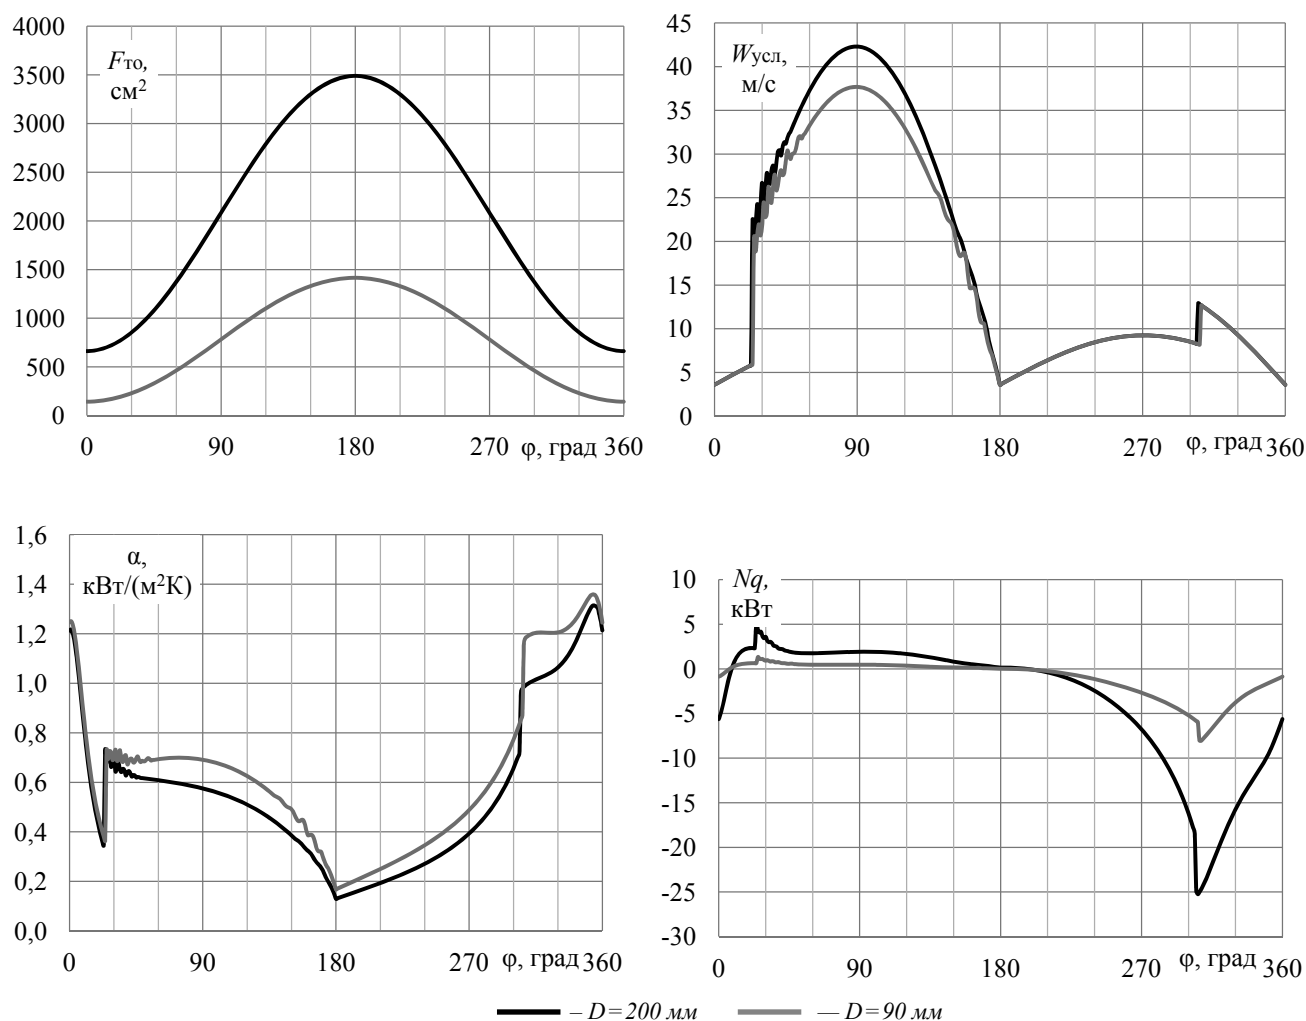 4000
3500
3000
2500
2000
1500
1000
500
0
Fто,
см²
0 90 180 270 φ, град 360
45
40
35
30
25
20
15
10
5
0
Wусл,
м/с
0 90 180 270 φ, град 360
1,6
1,4
1,2
1,0
0,8
0,6
0,4
0,2
0,0
α,
кВт/(м²К)
0 90 180 270 φ, град 360
10
5
0
-5
-10
-15
-20
-25
-30
Nq,
кВт
0 90 180 270 φ, град 360
– D=200 мм — D=90 мм